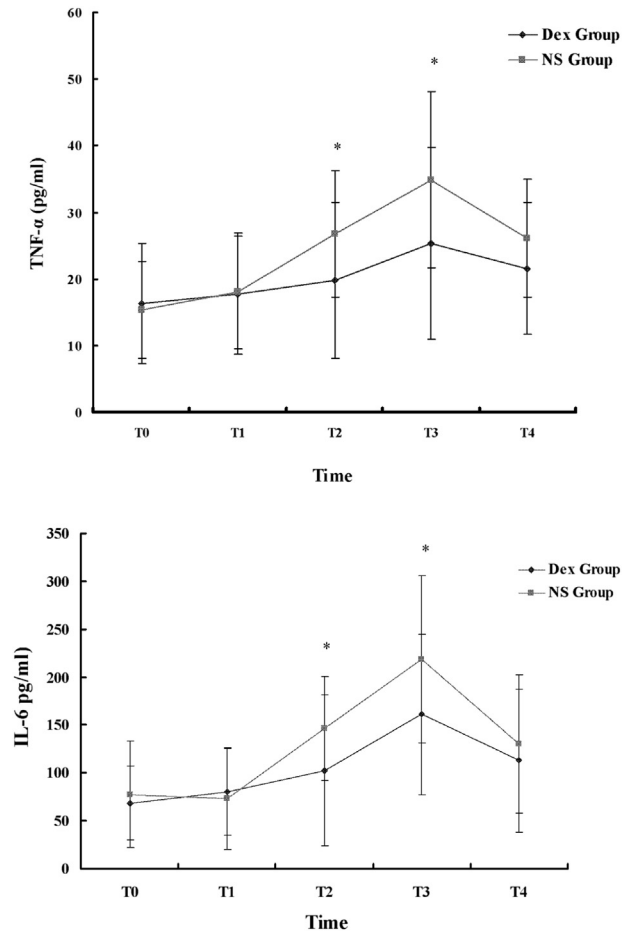 60
50
40
30
20
10
0
TNF-α (pg/ml)
* *
Dex Group
NS Group
T0 T1 T2 T3 T4
Time
350
300
250
200
150
100
50
0
IL-6 pg/ml)
* *
Dex Group
NS Group
T0 T1 T2 T3 T4
Time